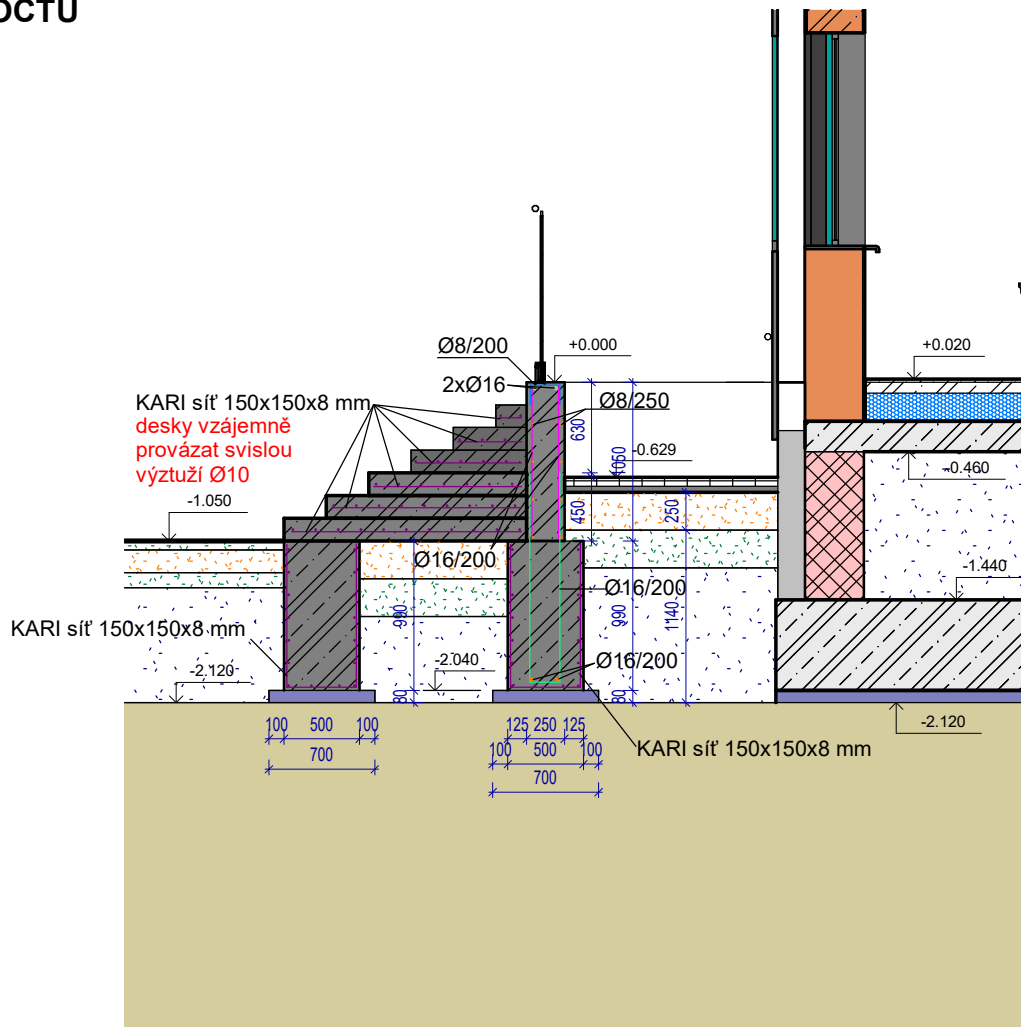 OČTU
Ø8/200
+0.000
+0.020
2xØ16
KARI síť 150x150x8 mm
desky vzájemně
provázat svislou
výztuží Ø10
Ø8/250
630
1050
-0.629
-0.460
-1.050
450
250
Ø16/200
-1.440
Ø16/200
990
990
1140
KARI síť 150x150x8 mm
-2.120
-2.040
Ø16/200
80
80
-2.120
100 500 100
700
125 250 125
100 500 100
700
KARI síť 150x150x8 mm